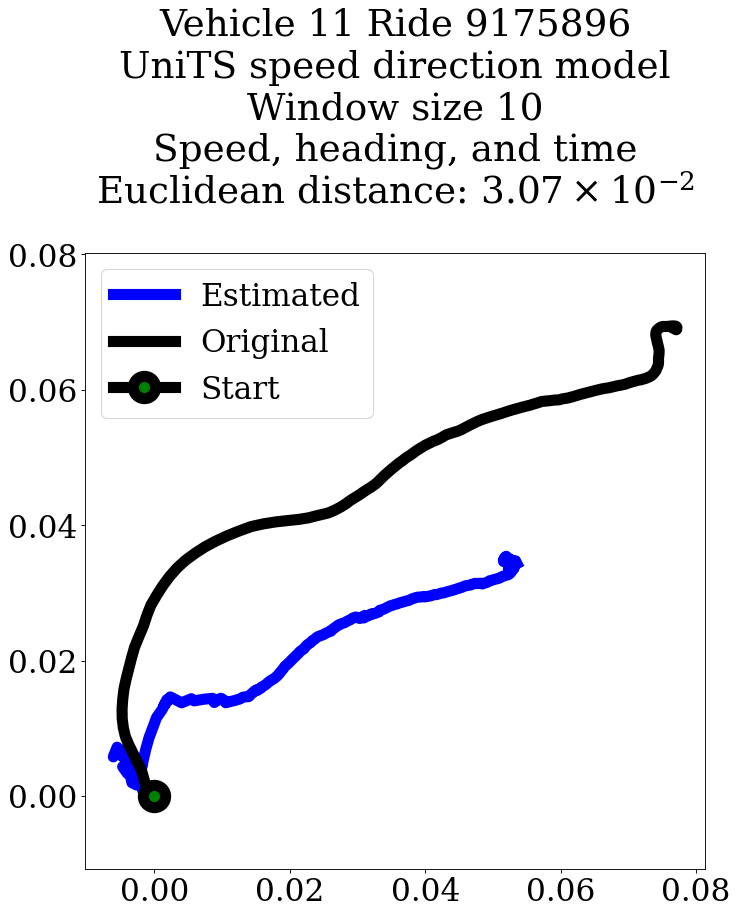 Vehicle 11 Ride 9175896
UniTS speed direction model
Window size 10
Speed, heading, and time
Euclidean distance: 3.07 × 10⁻²
0.08
Estimated
Original
Start
0.06
0.04
0.02
0.00
0.00 0.02 0.04 0.06 0.08